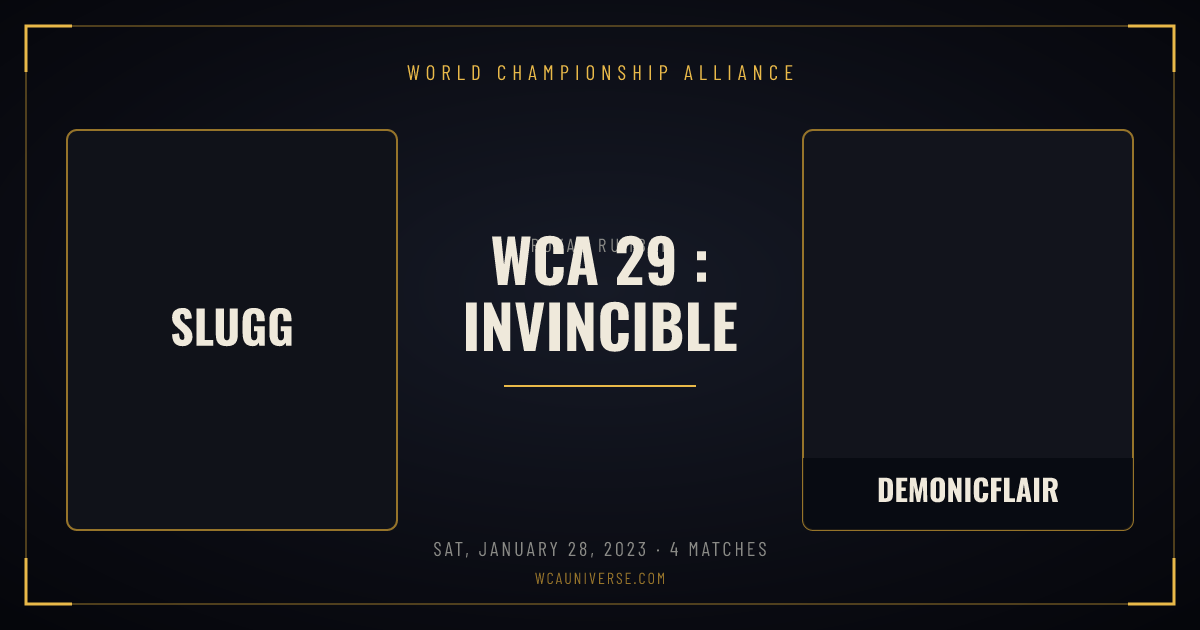 WORLD CHAMPIONSHIP ALLIANCE
WCA 29 :
INVINCIBLE
SLUGG
DEMONICFLAIR
SAT, JANUARY 28, 2023 · 4 MATCHES
WCAUNIVERSE.COM